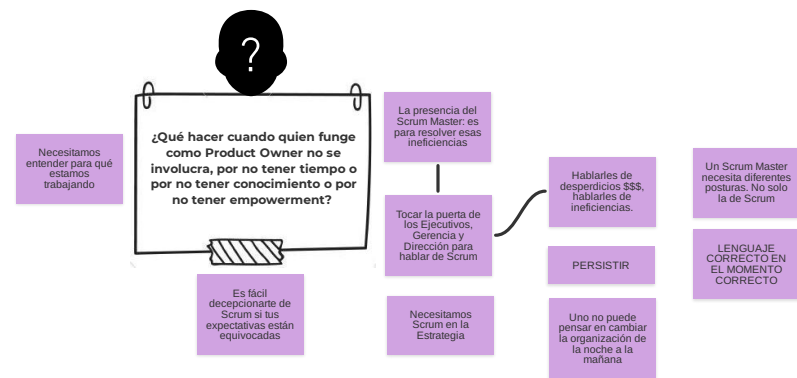 ?
¿Qué hacer cuando quien funge
como Product Owner no se
involucra, por no tener tiempo o
por no tener conocimiento o por
no tener empowerment?
Necesitamos
entender para qué
estamos
trabajando
Es fácil
decepcionarte de
Scrum si tus
expectativas están
equivocadas
La presencia del
Scrum Master: es
para resolver esas
ineficiencias
Tocar la puerta de
los Ejecutivos,
Gerencia y
Dirección para
hablar de Scrum
Necesitamos
Scrum en la
Estrategia
Hablarles de
desperdicios $$$,
hablarles de
ineficiencias.
PERSISTIR
Uno no puede
pensar en cambiar
la organización de
la noche a la
mañana
Un Scrum Master
necesita diferentes
posturas. No solo
la de Scrum
LENGUAJE
CORRECTO EN
EL MOMENTO
CORRECTO